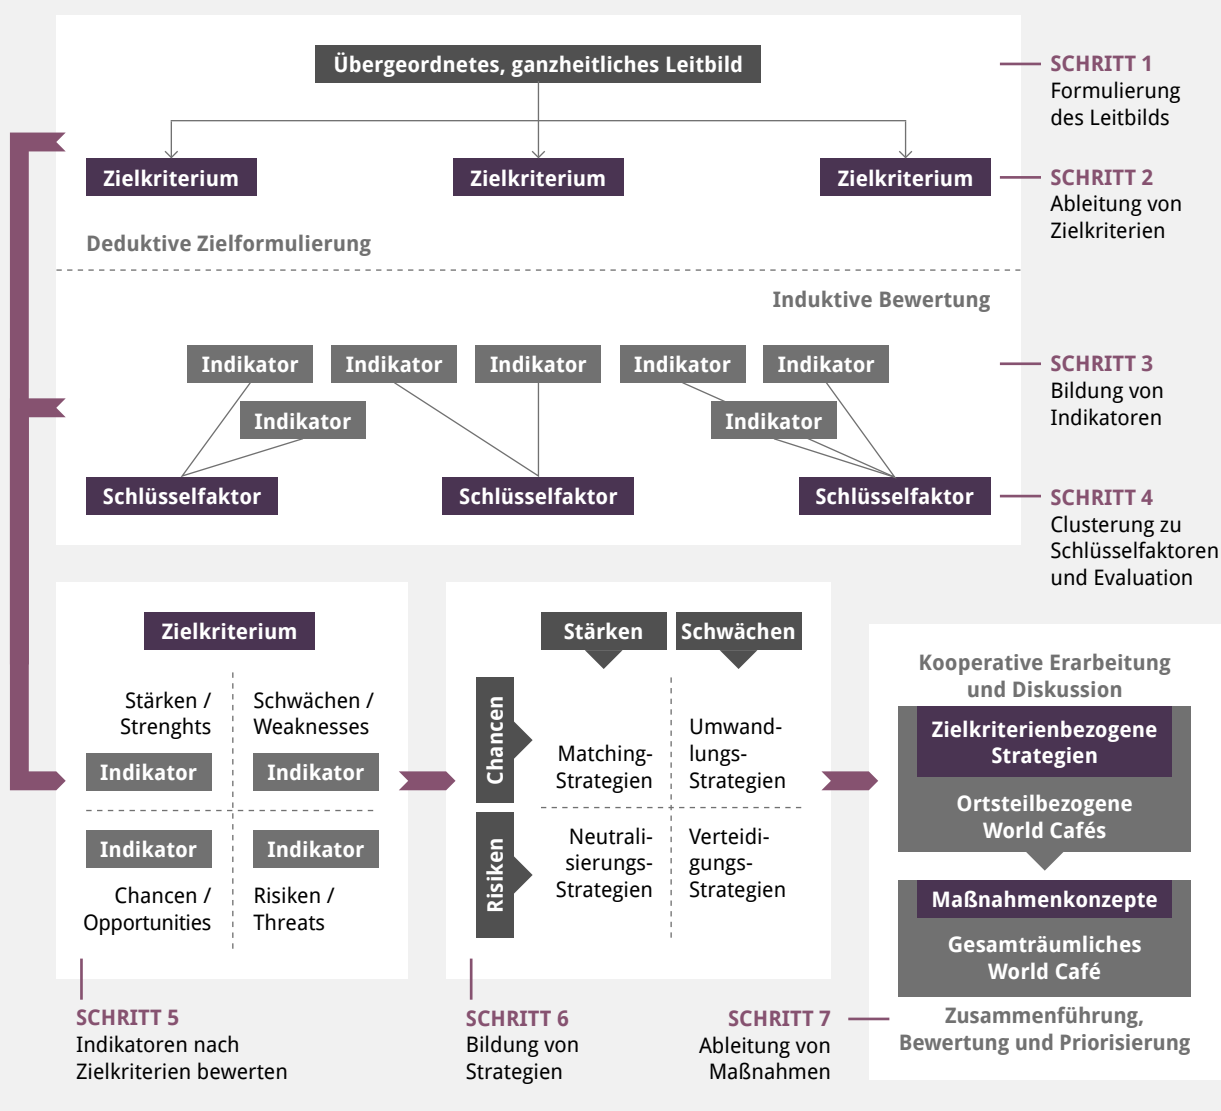 Übergeordnetes, ganzheitliches Leitbild
SCHRITT 1
Formulierung
des Leitbilds
Zielkriterium
Zielkriterium
Zielkriterium
SCHRITT 2
Ableitung von
Zielkriterien
Deduktive Zielformulierung
Induktive Bewertung
Indikator
Indikator
Indikator
Indikator
Indikator
Indikator
Indikator
SCHRITT 3
Bildung von
Indikatoren
Schlüsselfaktor
Schlüsselfaktor
Schlüsselfaktor
SCHRITT 4
Clusterung zu
Schlüsselfaktoren
und Evaluation
Zielkriterium
Stärken /
Strenghts
Schwächen /
Weaknesses
Indikator
Indikator
Indikator
Indikator
Chancen /
Opportunities
Risiken /
Threats
SCHRITT 5
Indikatoren nach
Zielkriterien bewerten
Stärken
Schwächen
Chancen
Matching-
Strategien
Umwand-
lungs-
Strategien
Risiken
Neutrali-
sierungs-
Strategien
Verteidi-
gungs-
Strategien
SCHRITT 6
Bildung von
Strategien
Kooperative Erarbeitung
und Diskussion
Zielkriterienbezogene
Strategien
Ortsteilbezogene
World Cafés
Maßnahmenkonzepte
Gesamträumliches
World Café
Zusammenführung,
Bewertung und Priorisierung
SCHRITT 7
Ableitung von
Maßnahmen